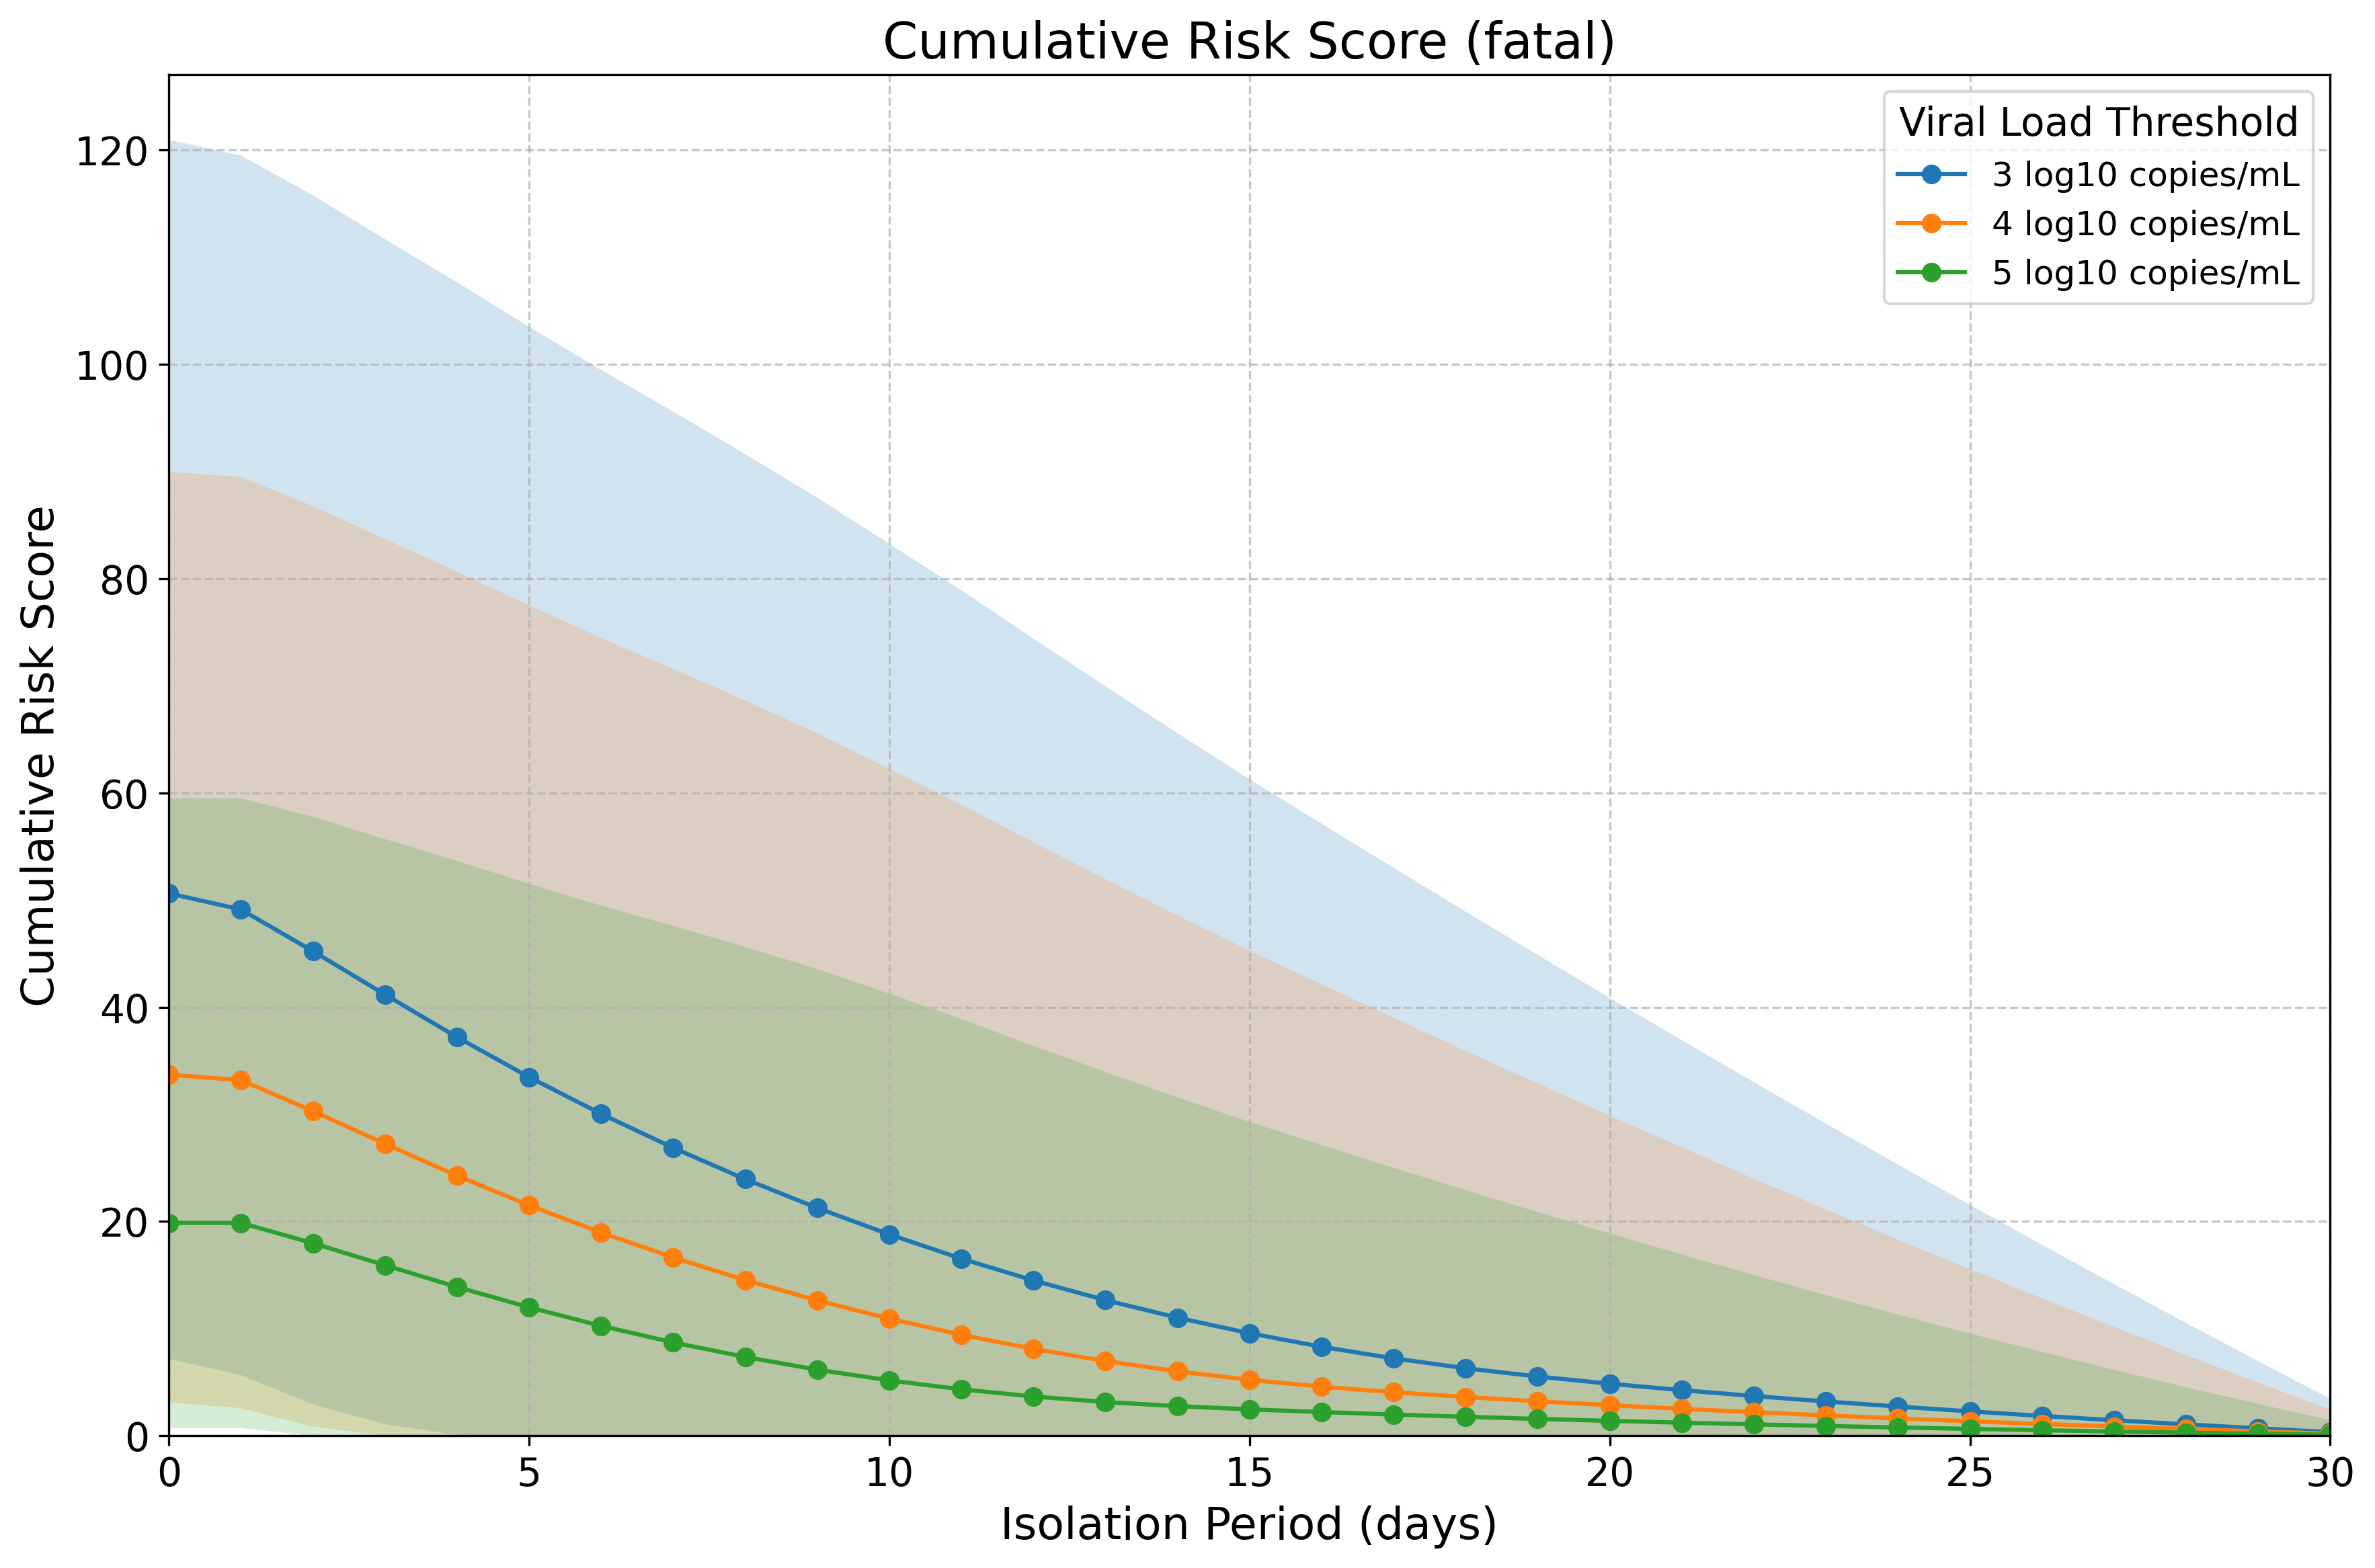 Cumulative Risk Score (fatal)
Viral Load Threshold
3 log10 copies/mL
4 log10 copies/mL
5 log10 copies/mL
Cumulative Risk Score
120
100
80
60
40
20
0
0 5 10 15 20 25 30
Isolation Period (days)